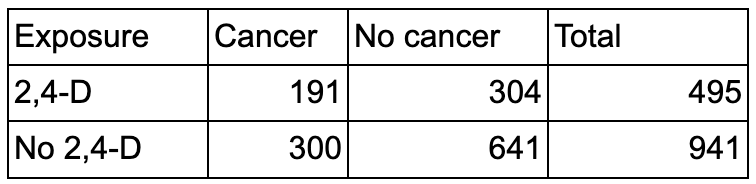 Exposure Cancer No cancer Total
2,4-D 191 304 495
No 2,4-D 300 641 941